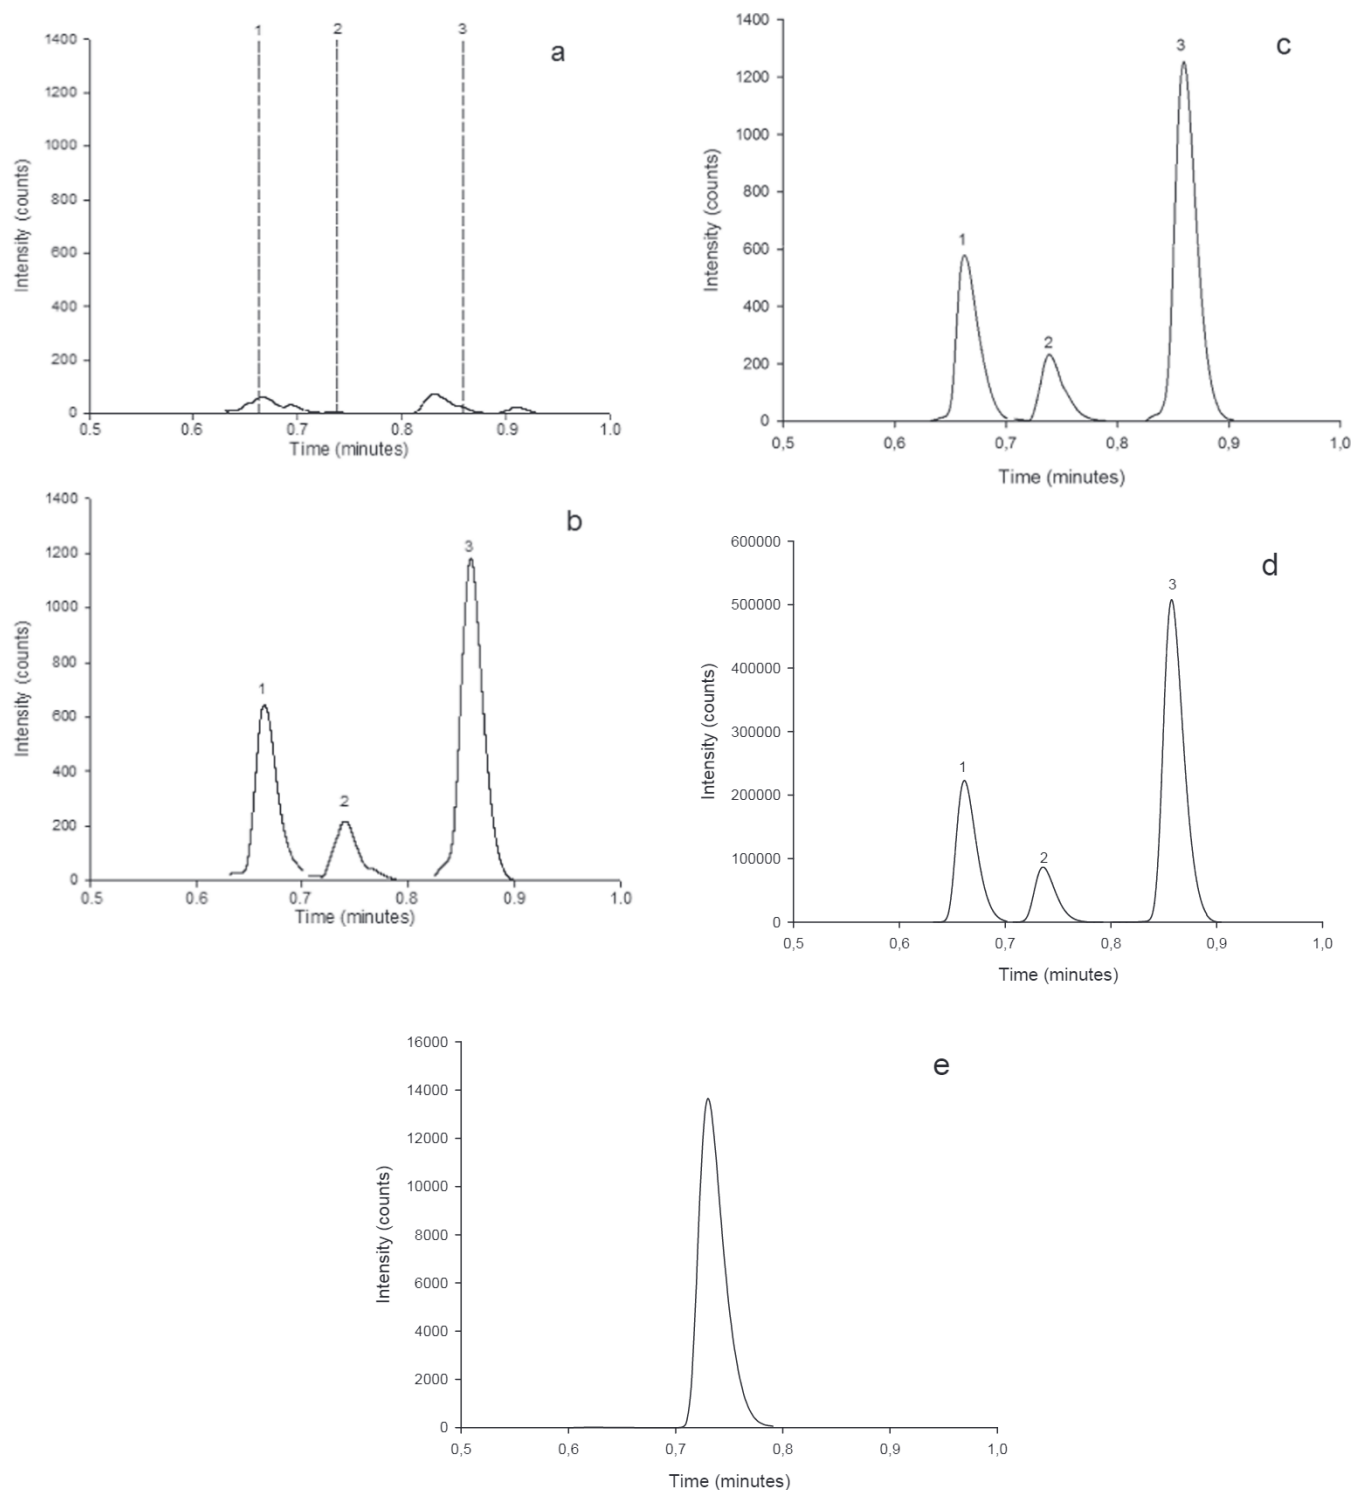 1 2 3
a
1400
1200
1000
800
600
400
200
0
Intensity (counts)
0.5 0.6 0.7 0.8 0.9 1.0
Time (minutes)
b
1400
1200
1000
800
600
400
200
0
Intensity (counts)
1
2
3
0.5 0.6 0.7 0.8 0.9 1.0
Time (minutes)
c
1400
1200
1000
800
600
400
200
0
Intensity (counts)
1
2
3
0,5 0,6 0,7 0,8 0,9 1,0
Time (minutes)
d
600000
500000
400000
300000
200000
100000
0
Intensity (counts)
1
2
3
0,5 0,6 0,7 0,8 0,9 1,0
Time (minutes)
e
16000
14000
12000
10000
8000
6000
4000
2000
0
Intensity (counts)
0,5 0,6 0,7 0,8 0,9 1,0
Time (minutes)